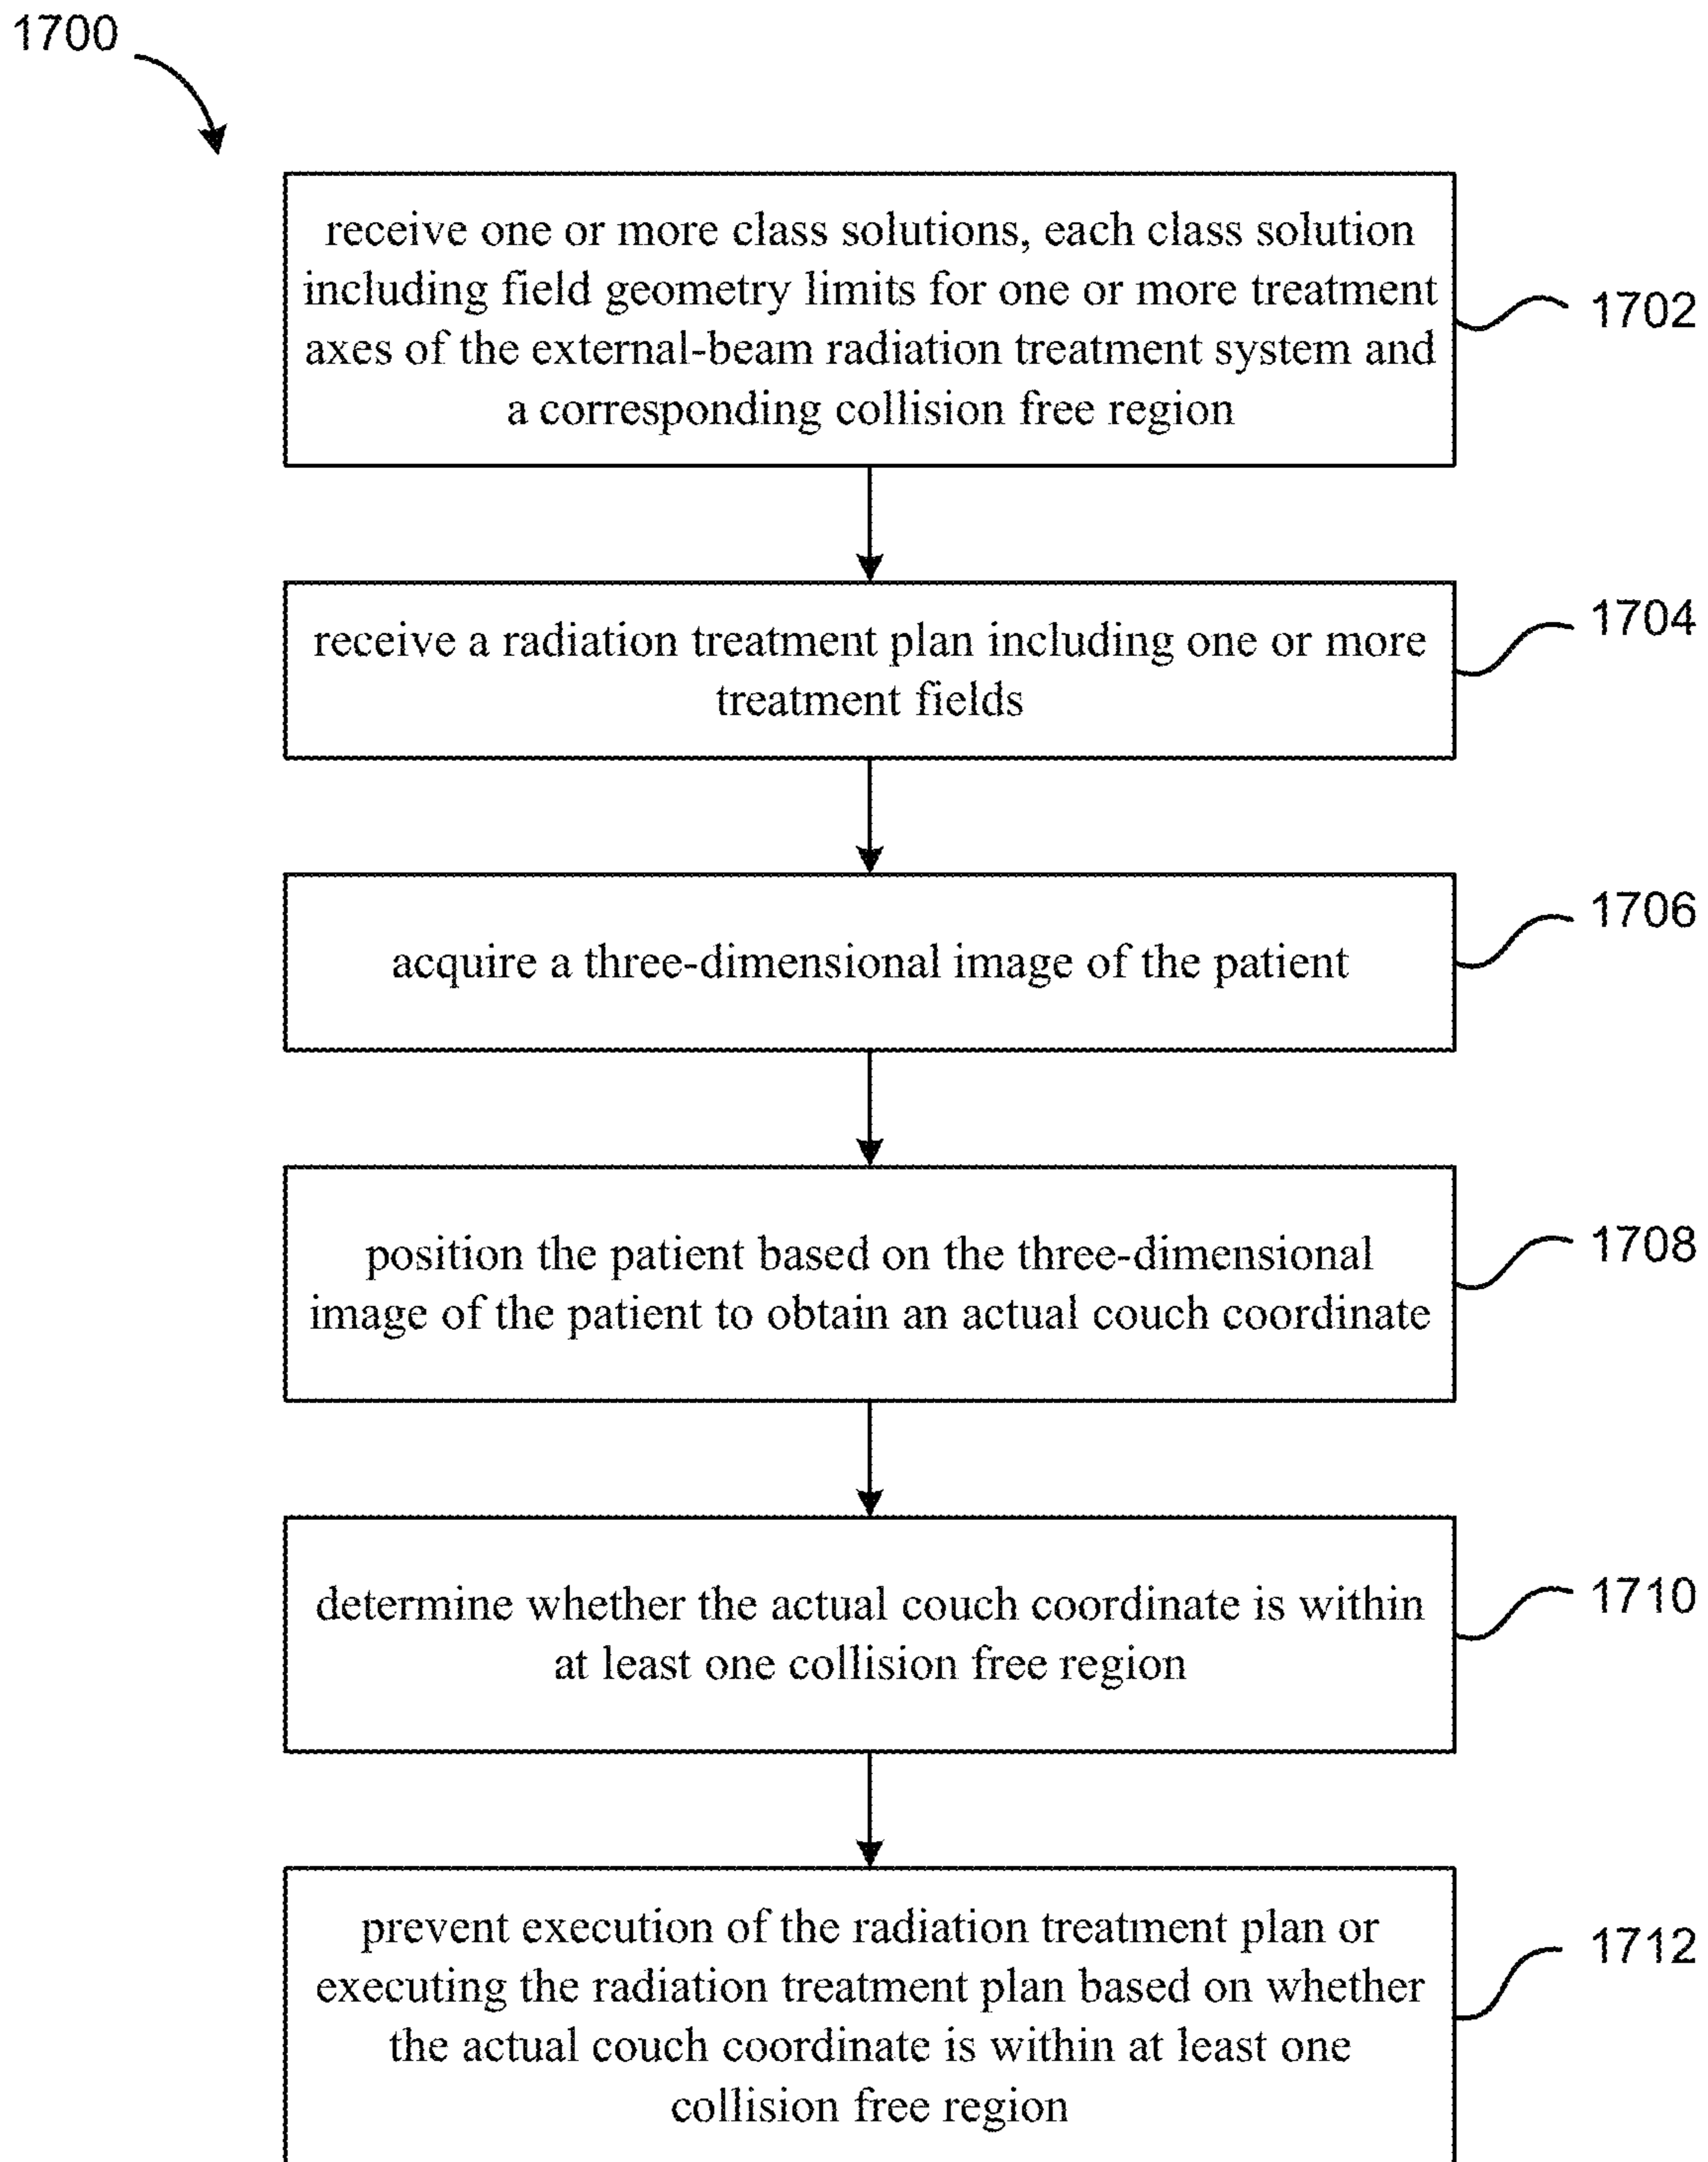 1700
receive one or more class solutions, each class solution
including field geometry limits for one or more treatment
axes of the external-beam radiation treatment system and
a corresponding collision free region
1702
receive a radiation treatment plan including one or more
treatment fields
1704
acquire a three-dimensional image of the patient
1706
position the patient based on the three-dimensional
image of the patient to obtain an actual couch coordinate
1708
determine whether the actual couch coordinate is within
at least one collision free region
1710
prevent execution of the radiation treatment plan or
executing the radiation treatment plan based on whether
the actual couch coordinate is within at least one
collision free region
1712